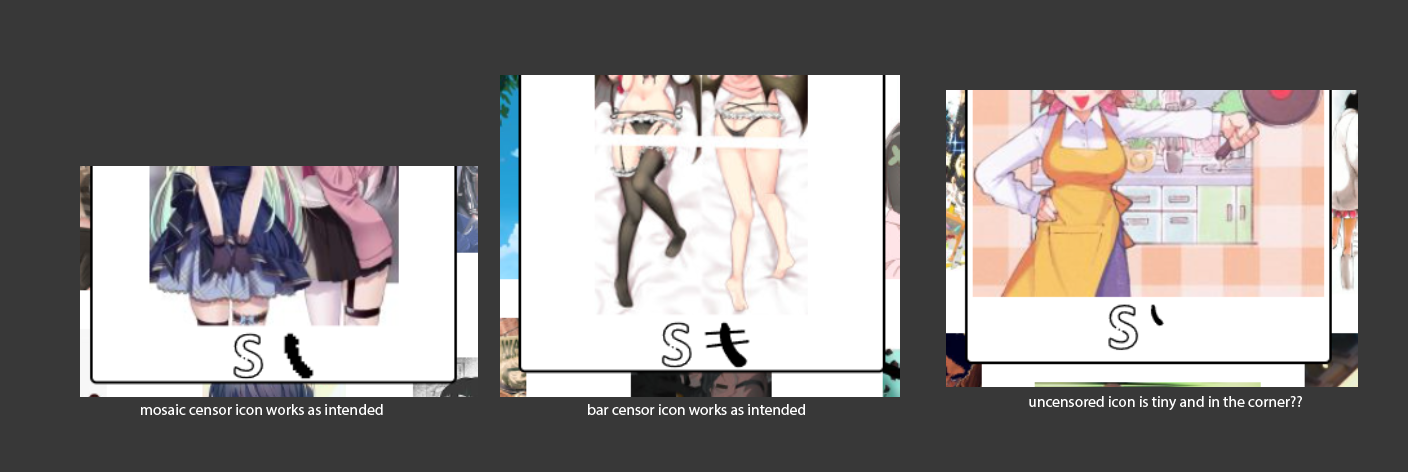 S
mosaic censor icon works as intended
S
bar censor icon works as intended
S
uncensored icon is tiny and in the corner??